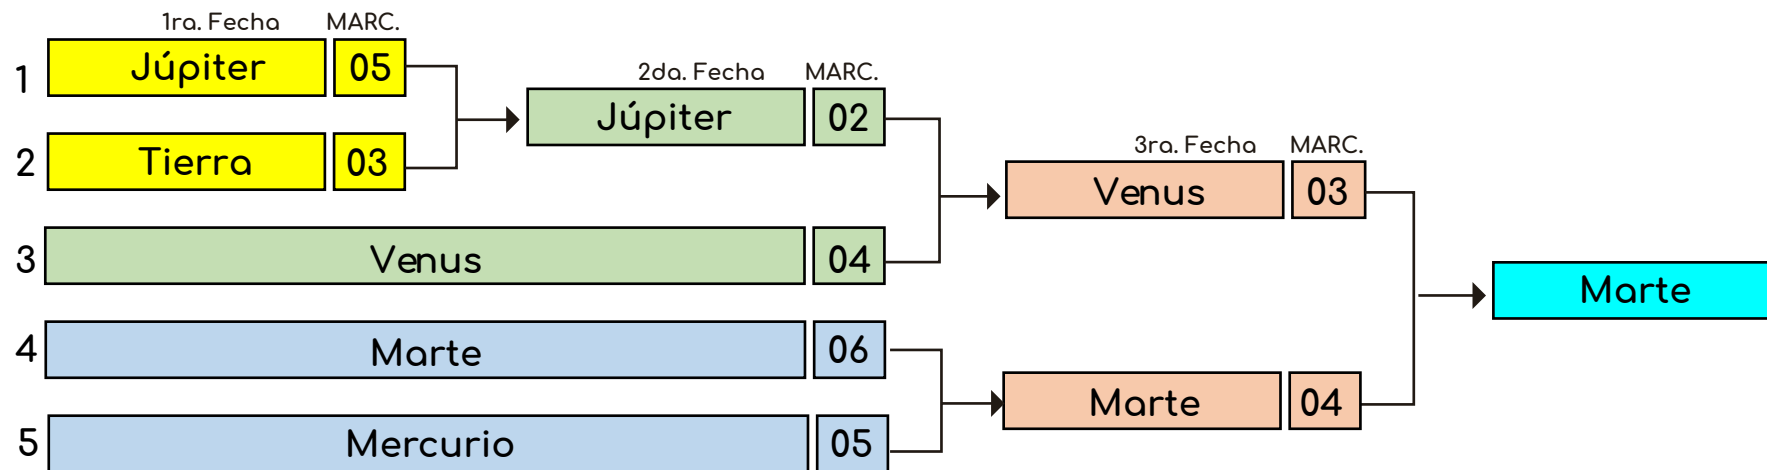 1ra. Fecha MARC.
1 Júpiter 05
2da. Fecha MARC.
Júpiter 02
2 Tierra 03
3ra. Fecha MARC.
Venus 03
3 Venus 04
Marte
4 Marte 06
Marte 04
5 Mercurio 05